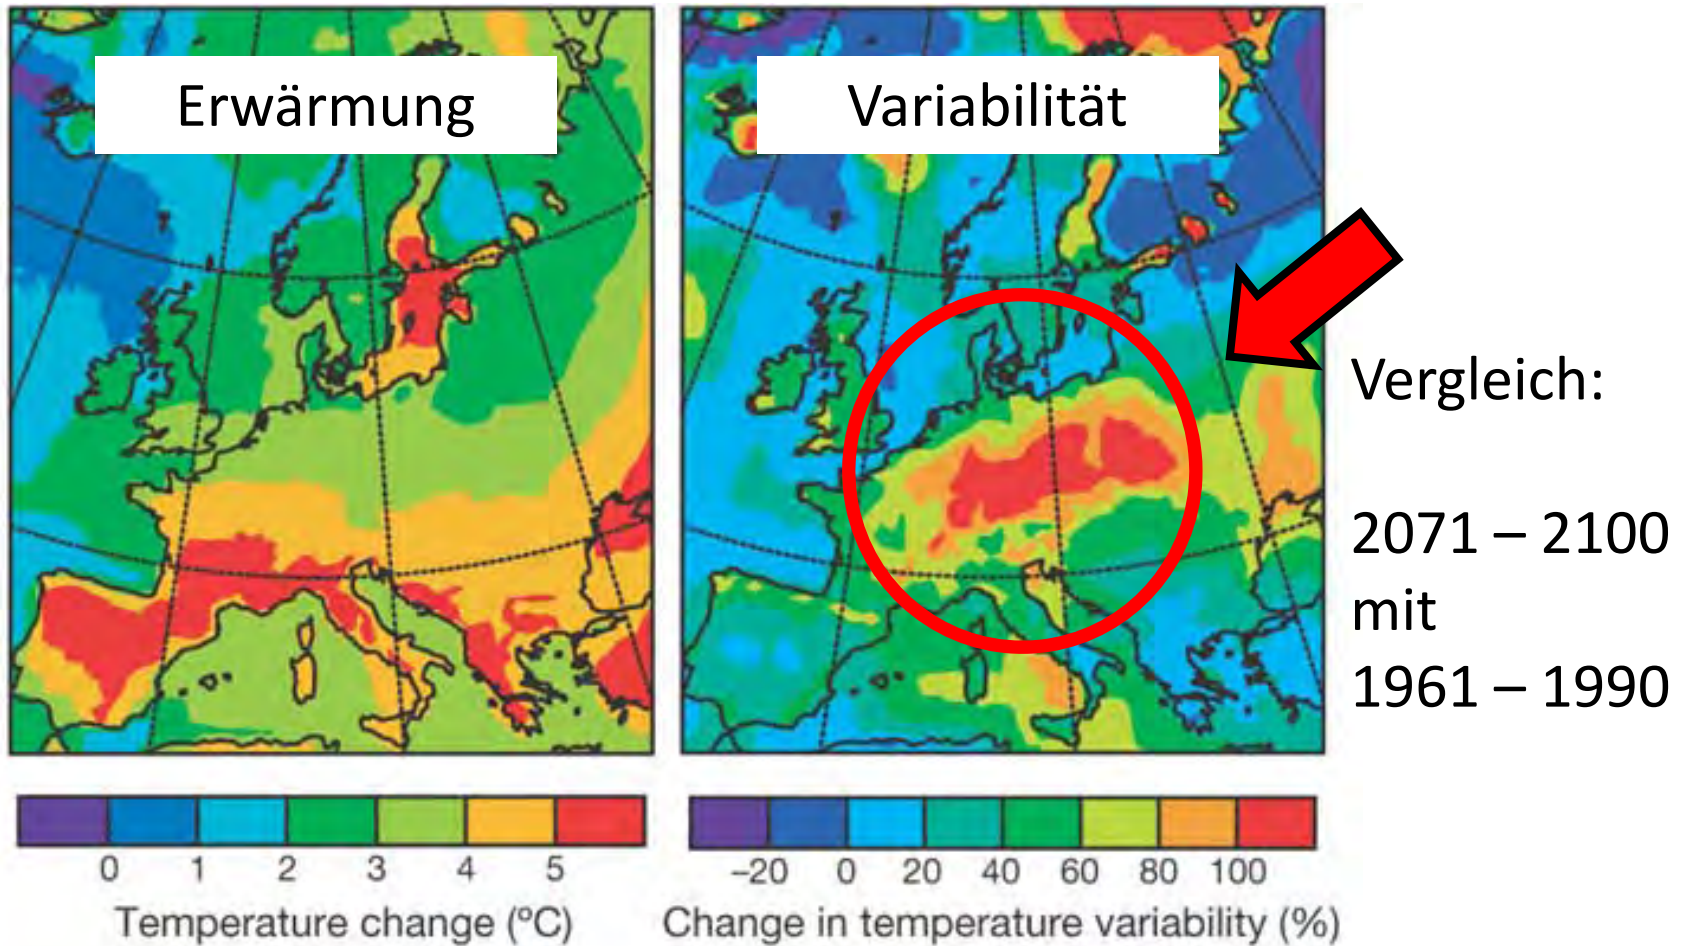 Erwärmung
Variabilität
Vergleich:
2071 – 2100
mit
1961 – 1990
0 1 2 3 4 5
Temperature change (ºC)
–20 0 20 40 60 80 100
Change in temperature variability (%)